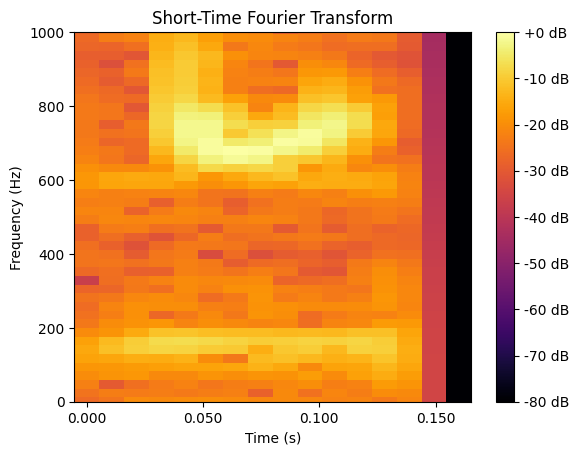 Short-Time Fourier Transform
1000
800
600
400
200
0
Frequency (Hz)
0.000
0.050
0.100
0.150
Time (s)
+0 dB
-10 dB
-20 dB
-30 dB
-40 dB
-50 dB
-60 dB
-70 dB
-80 dB